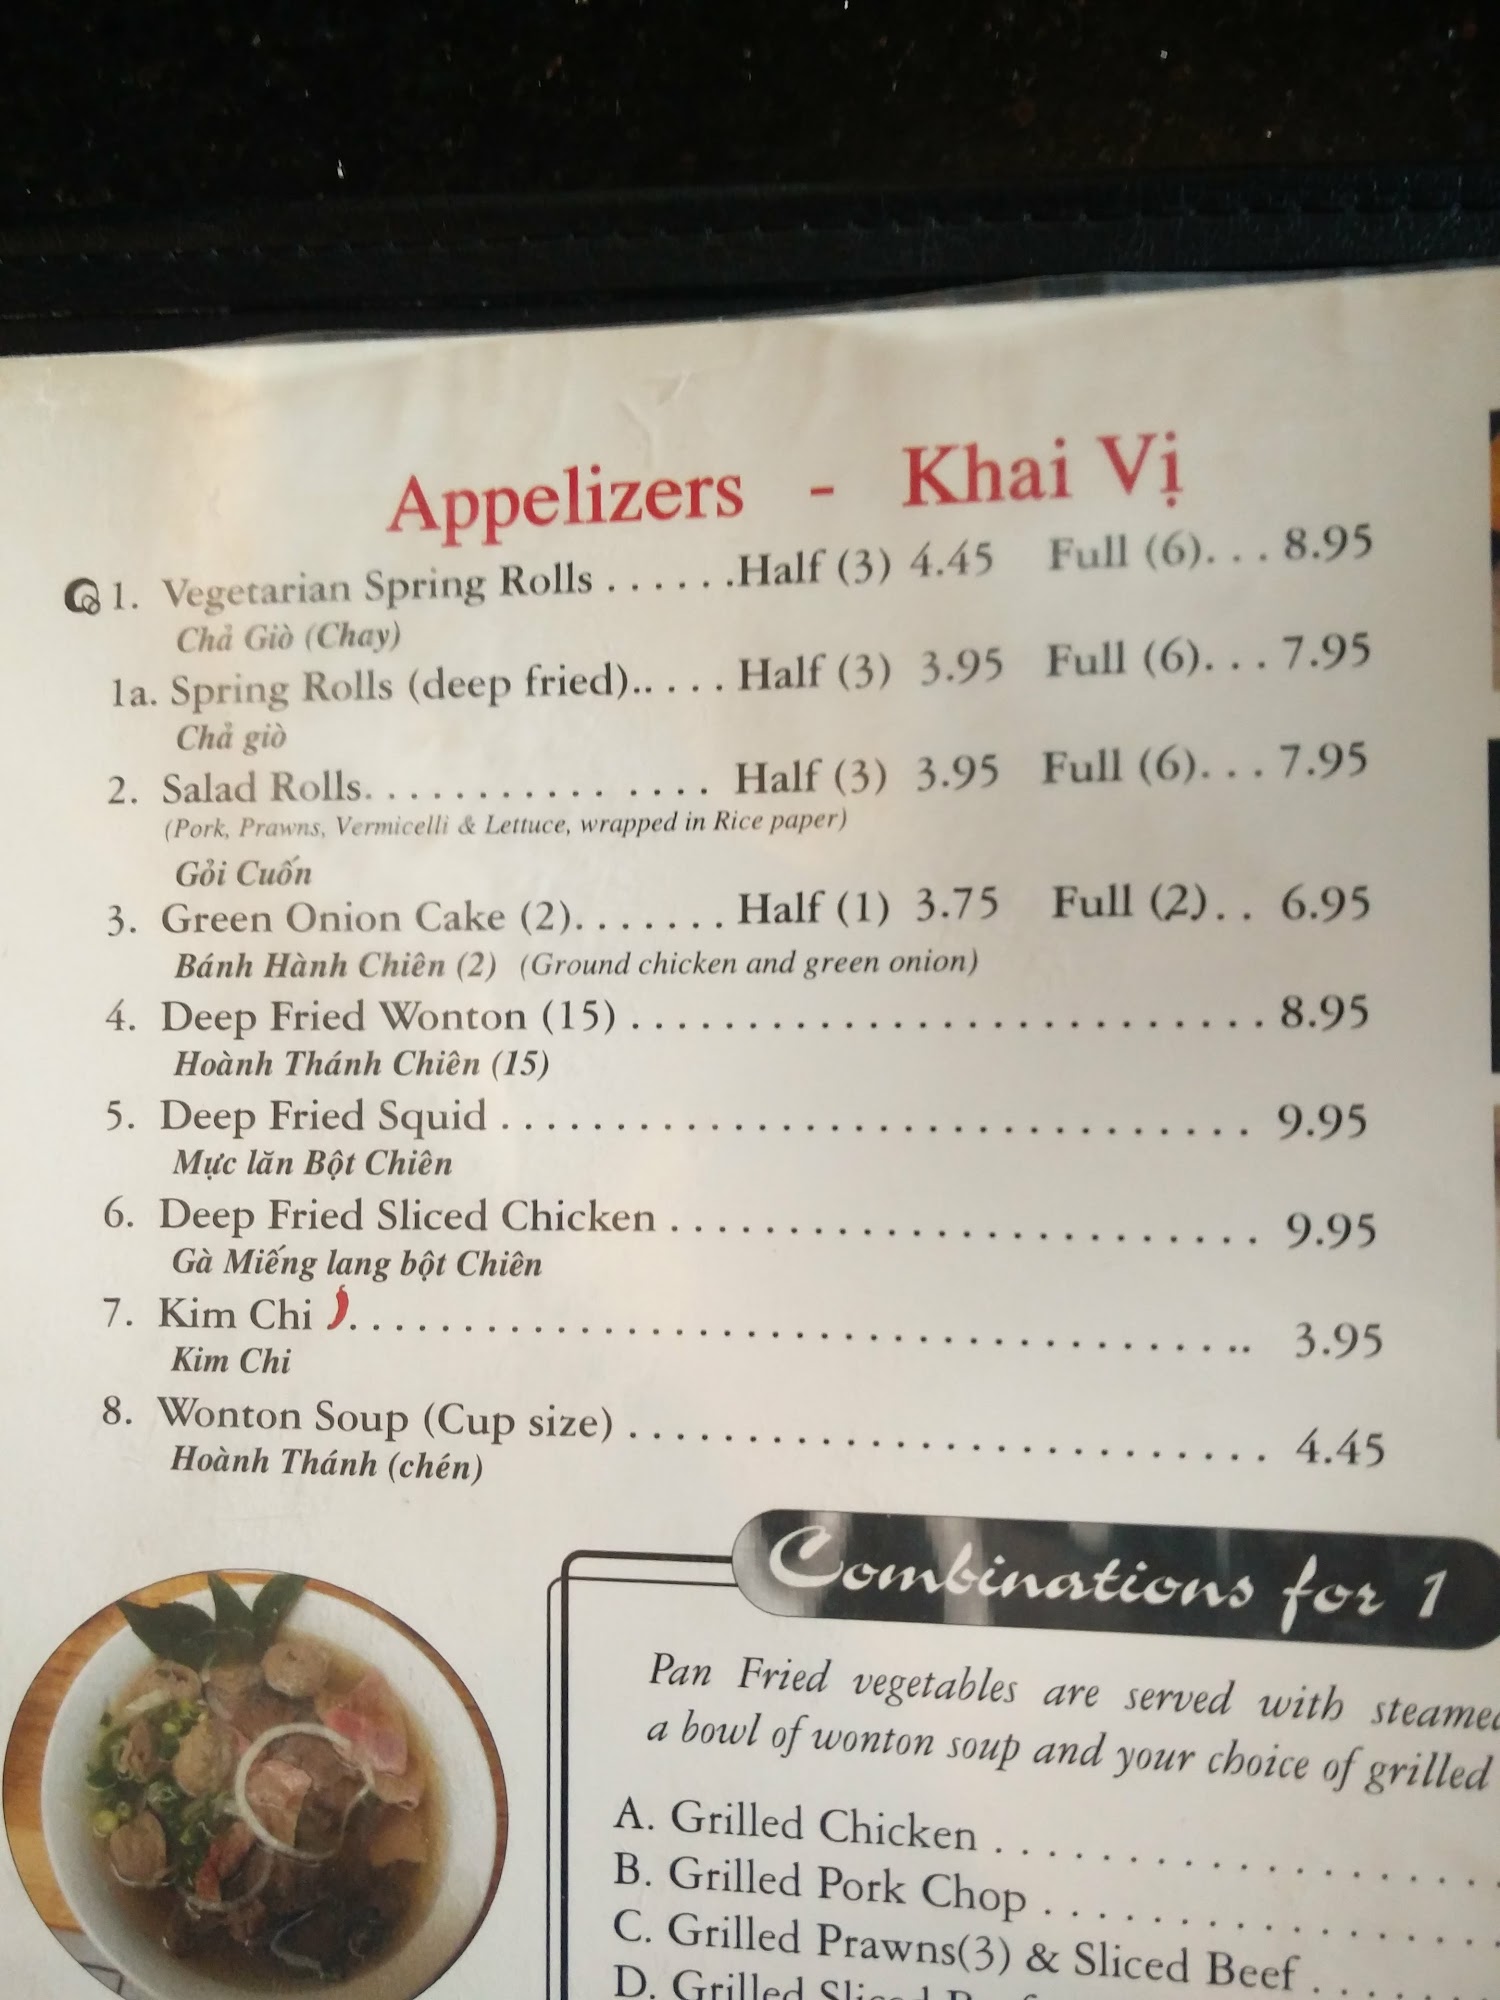 Appelizers - Khai Vị
1. Vegetarian Spring Rolls . . . . . .Half (3) 4.45 Full (6). . . 8.95
Chả Giò (Chay)
1a. Spring Rolls (deep fried).. . . . Half (3) 3.95 Full (6). . . 7.95
Chả giò
2. Salad Rolls. . . . . . . . . . . . . . . . Half (3) 3.95 Full (6). . . 7.95
(Pork, Prawns, Vermicelli & Lettuce, wrapped in Rice paper)
Gỏi Cuốn
3. Green Onion Cake (2). . . . . . . Half (1) 3.75 Full (2). . 6.95
Bánh Hành Chiên (2) (Ground chicken and green onion)
4. Deep Fried Wonton (15) . . . . . . . . . . . . . . . . . . . . . . . . . . . . 8.95
Hoành Thánh Chiên (15)
5. Deep Fried Squid . . . . . . . . . . . . . . . . . . . . . . . . . . . . . . . . . 9.95
Mực lăn Bột Chiên
6. Deep Fried Sliced Chicken . . . . . . . . . . . . . . . . . . . . . . . . . . 9.95
Gà Miếng lang bột Chiên
7. Kim Chi . . . . . . . . . . . . . . . . . . . . . . . . . . . . . . . . . . . . . . .. 3.95
Kim Chi
8. Wonton Soup (Cup size) . . . . . . . . . . . . . . . . . . . . . . . . . . . . 4.45
Hoành Thánh (chén)
Combinations for 1
Pan Fried vegetables are served with steamed
a bowl of wonton soup and your choice of grilled
A. Grilled Chicken . . . . . . . . . . . . . . . . . . .
B. Grilled Pork Chop . . . . . . . . . . . . . . . . .
C. Grilled Prawns(3) & Sliced Beef . . . . . .
D. Grilled Sliced Beef